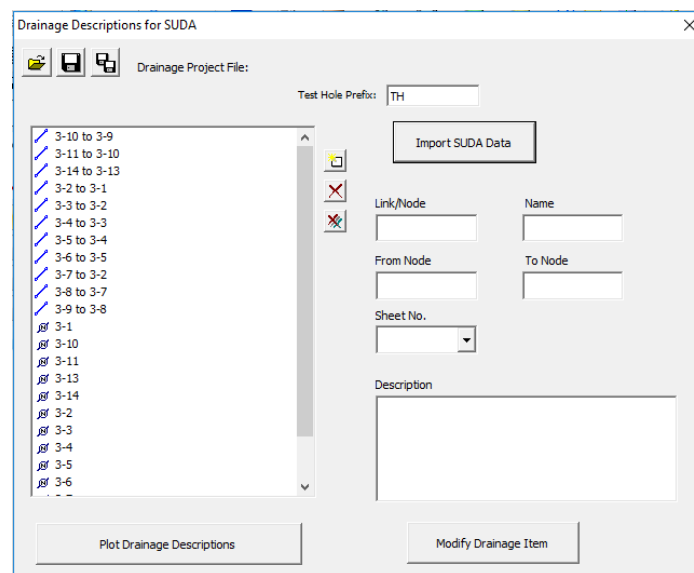 Drainage Descriptions for SUDA
Drainage Project File:
Test Hole Prefix: TH
Import SUDA Data
3-10 to 3-9
3-11 to 3-10
3-14 to 3-13
3-2 to 3-1
3-3 to 3-2
3-4 to 3-3
3-5 to 3-4
3-6 to 3-5
3-7 to 3-2
3-8 to 3-7
3-9 to 3-8
3-1
3-10
3-11
3-13
3-14
3-2
3-3
3-4
3-5
3-6
Link/Node Name
From Node To Node
Sheet No.
Description
Plot Drainage Descriptions
Modify Drainage Item